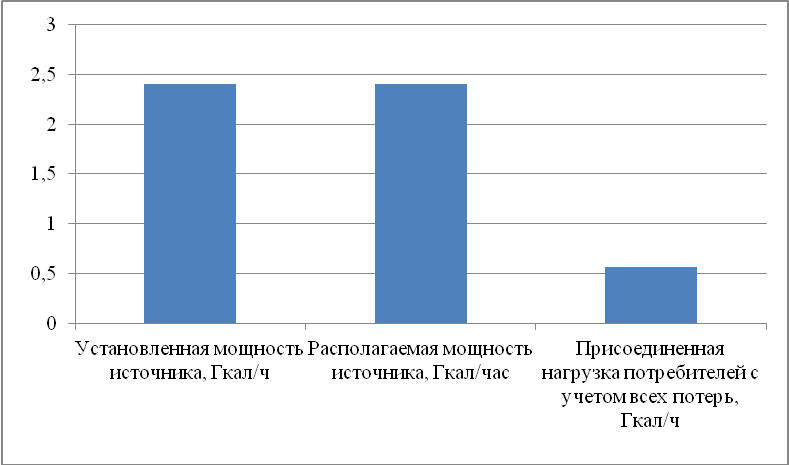 3
2,5
2
1,5
1
0,5
0
Установленная мощность
источника, Гкал/ч
Располагаемая мощность
источника, Гкал/час
Присоединенная
нагрузка потребителей с
учетом всех потерь,
Гкал/ч